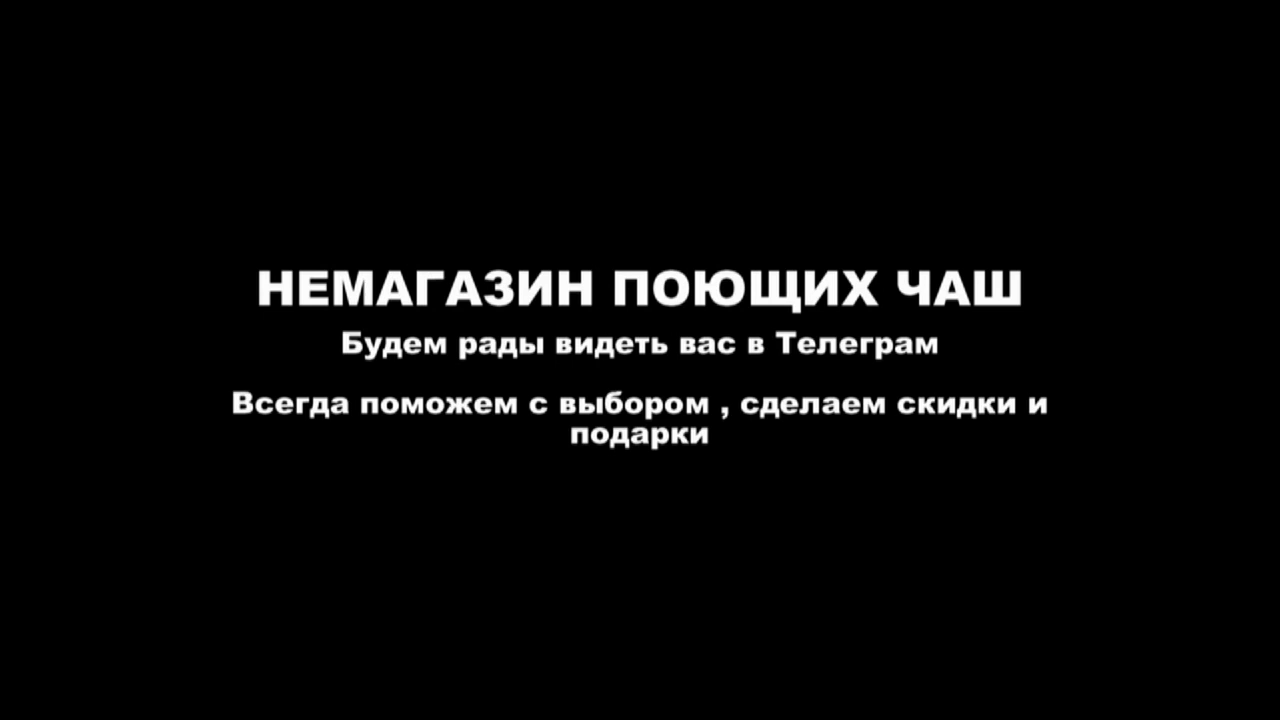 НЕМАГАЗИН ПОЮЩИХ ЧАШ
Будем рады видеть вас в Телеграм
Всегда поможем с выбором , сделаем скидки и
подарки